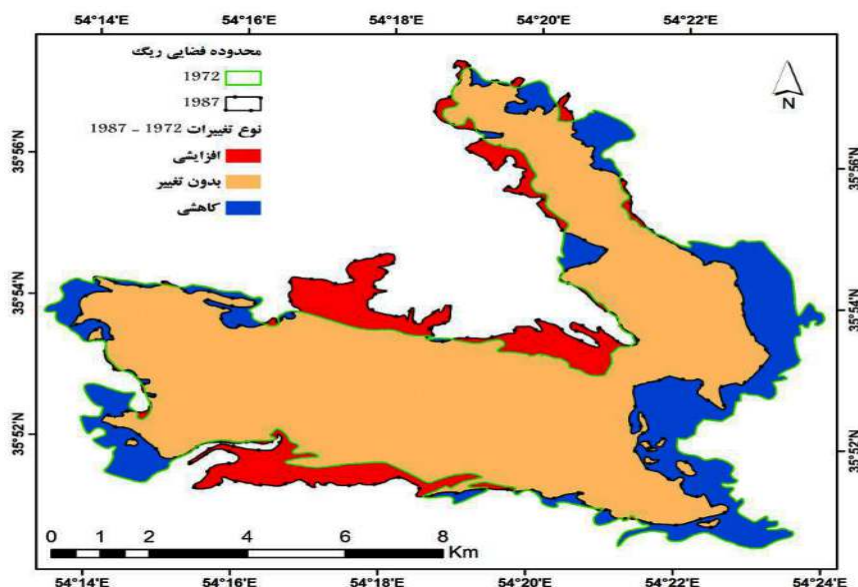 54°14'E 54°16'E 54°18'E 54°20'E 54°22'E
محدوده فضایی ریگ
1972
1987
نوع تغییرات 1972 - 1987
افزایشی
بدون تغییر
کاهشی
N
35°56'N 35°56'N
35°54'N 35°54'N
35°52'N 35°52'N
0 1 2 4 6 8
Km
54°14'E 54°16'E 54°18'E 54°20'E 54°22'E 54°24'E